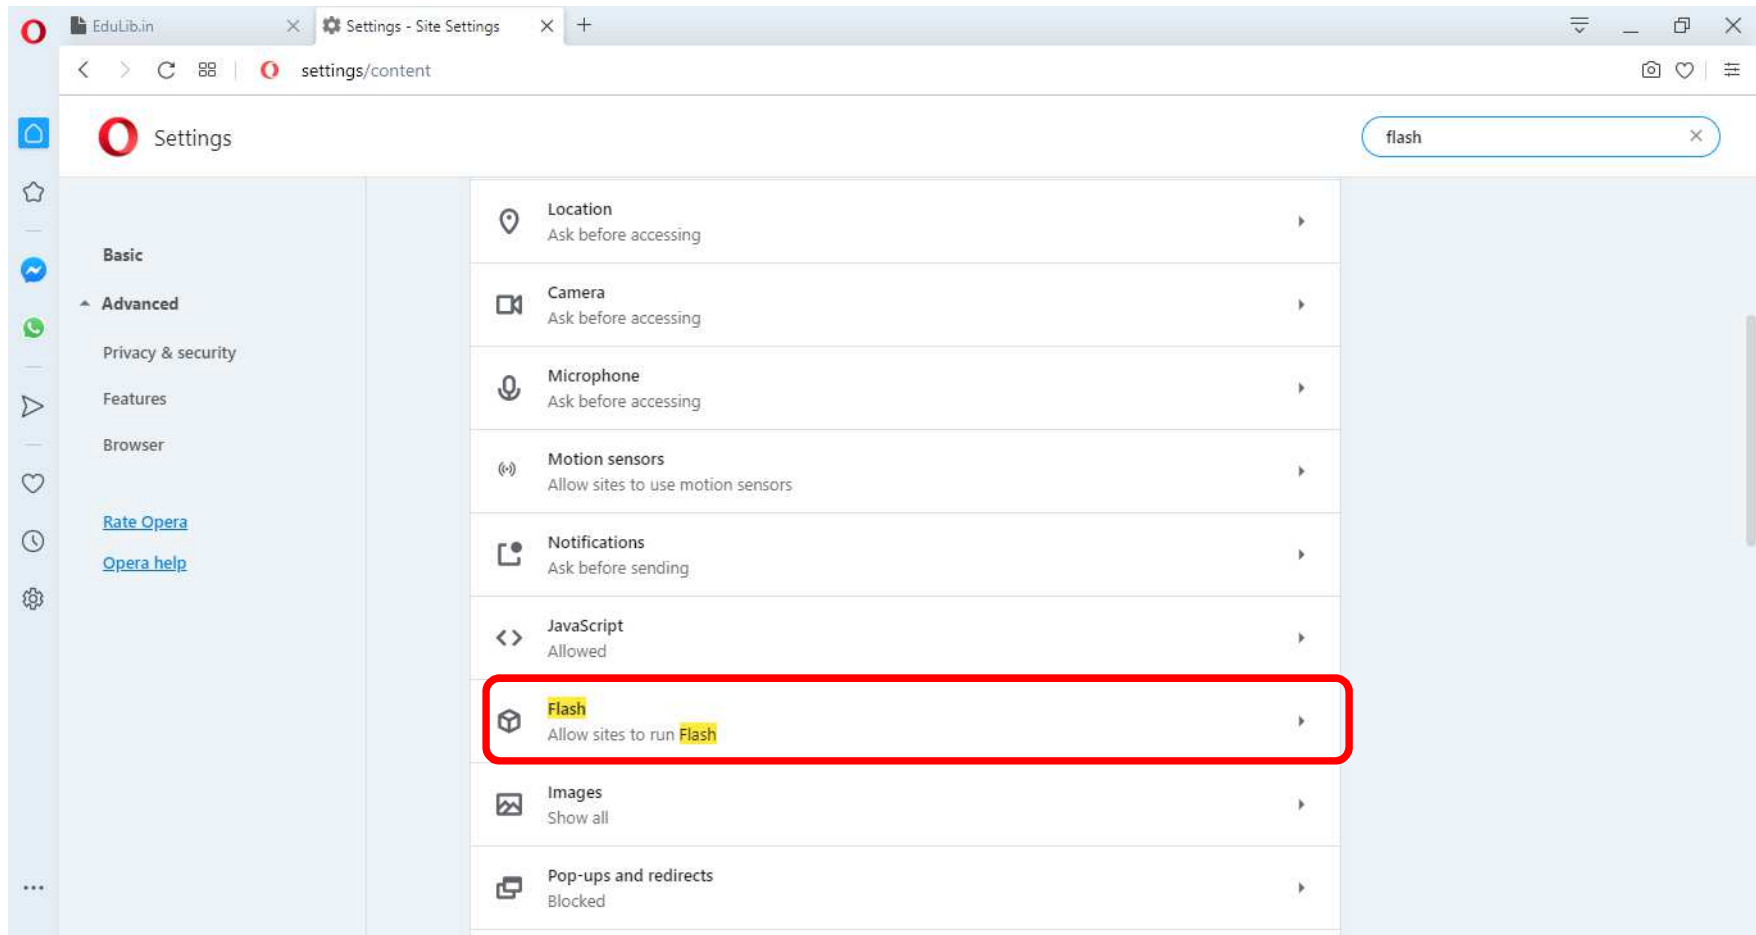 EduLib.in
Settings - Site Settings
settings/content
Settings
flash
Basic
Advanced
Privacy & security
Features
Browser
Rate Opera
Opera help
Location
Ask before accessing
Camera
Ask before accessing
Microphone
Ask before accessing
Motion sensors
Allow sites to use motion sensors
Notifications
Ask before sending
JavaScript
Allowed
Flash
Allow sites to run Flash
Images
Show all
Pop-ups and redirects
Blocked